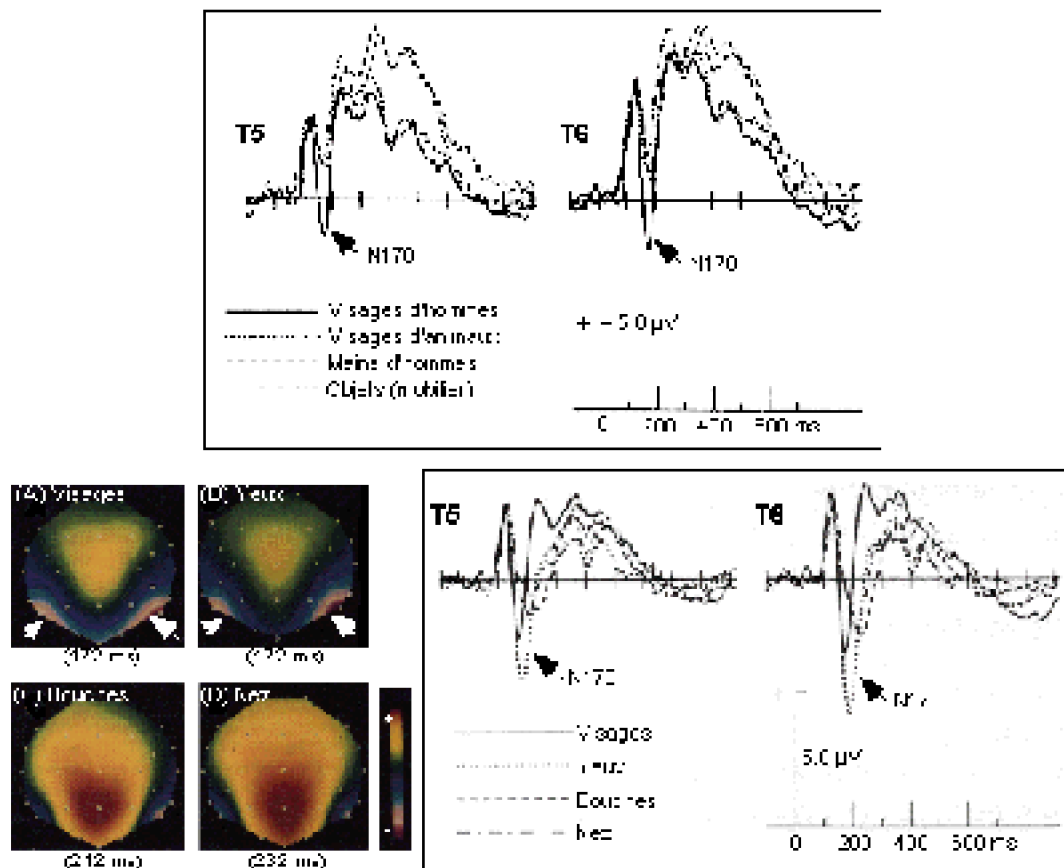 T5
T6
N170
N170
Visages d'hommes
Visages d'animaux
Mains d'hommes
Objets (mobilier)
5.0 µV
0 200 400 600 ms
(A) Visages
Yeux
Bouches
(D) Nez
+
-
(212 ms)
(232 ms)
T5
T6
N170
Visages
Yeux
Bouches
Nez
5.0 µV
0 200 400 600 ms